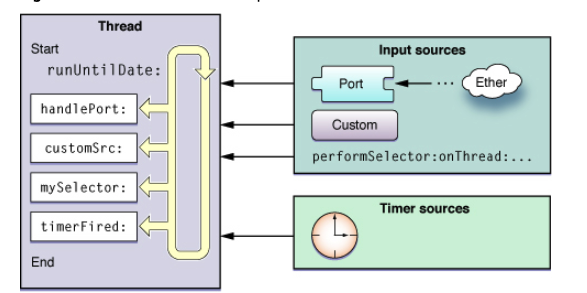 Thread
Start
runUntilDate:
handlePort:
customSrc:
mySelector:
timerFired:
End
Input sources
Port
...
Ether
Custom
performSelector:onThread:...
Timer sources